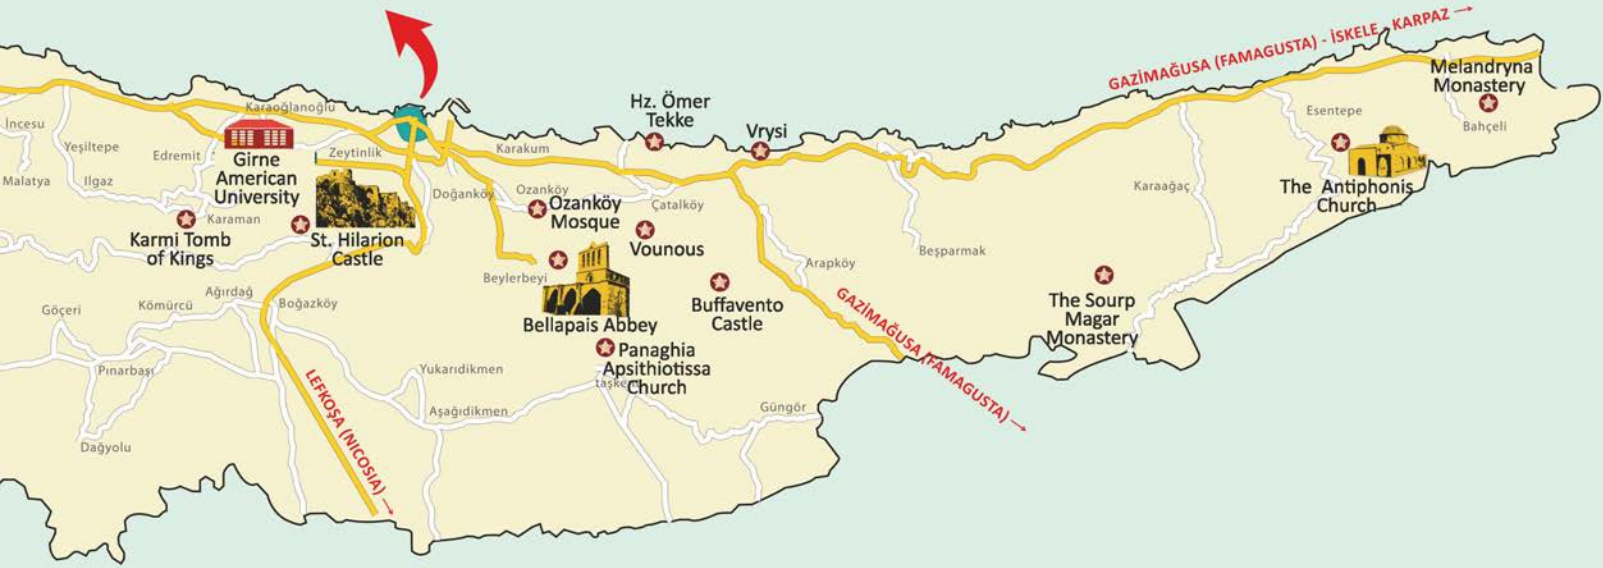 GAZİMAĞUSA (FAMAGUSTA) - İSKELE - KARPAZ →
Melandryna
Monastery
Esentepe
Bahçeli
The Antiphonis
Church
Karaağaç
Hz. Ömer
Tekke
Vrysi
Karaoğlanoğlu
İncesu
Yeşiltepe
Edremit
Girne
American
University
Zeytinlik
Karakum
Malatya
Ilgaz
Doğanköy
Ozanköy
Ozanköy
Mosque
Çatalköy
Karaman
Karmi Tomb
of Kings
St. Hilarion
Castle
Vounous
Beşparmak
Arapköy
Beylerbeyi
Bellapais Abbey
Buffavento
Castle
The Sourp
Magar
Monastery
Göçeri
Kömürcü
Ağırdağ
Boğazköy
GAZİMAĞUSA (FAMAGUSTA) →
Panaghia
Apsithiotissa
Church
taşkent
Pınarbaşı
Yukarıdikmen
Aşağıdikmen
Güngör
Dağyolu
LEFKOŞA (NICOSIA) →